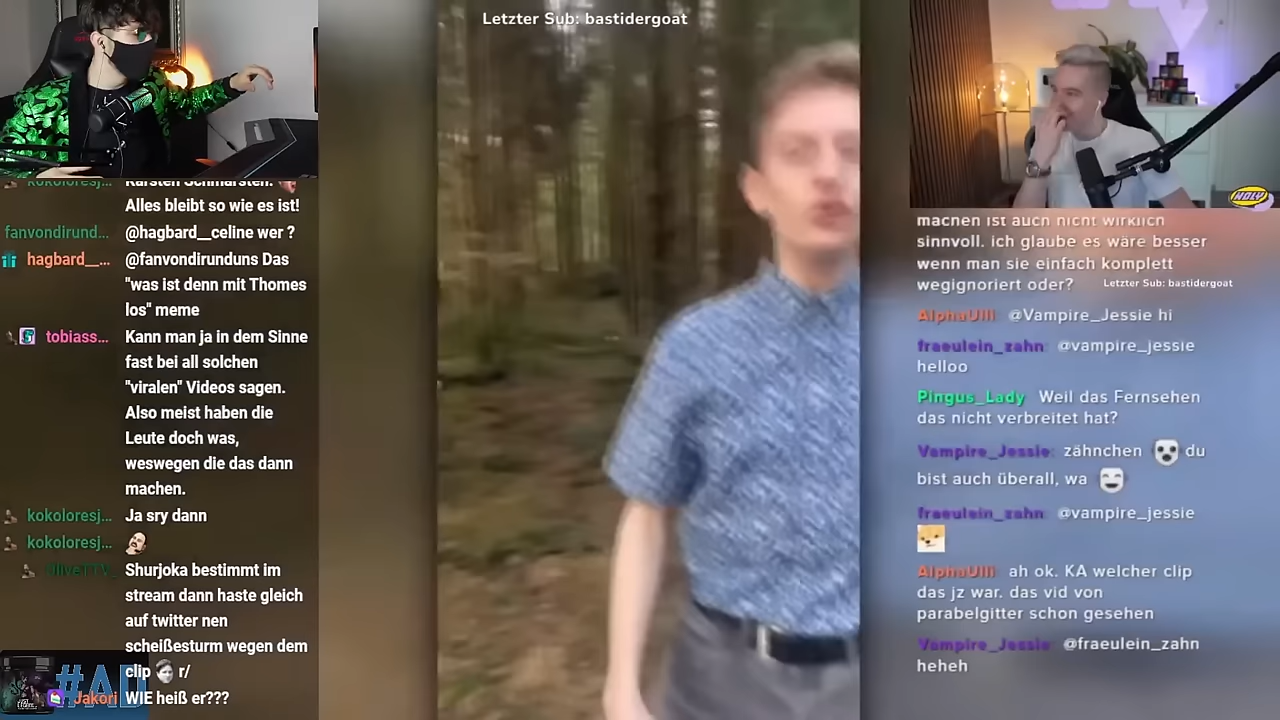 Letzter Sub: bastidergoat
kokoloresj... Karsten Schmarsten.
Alles bleibt so wie es ist!
fanvondirund... @hagbard__celine wer ?
hagbard__... @fanvondirunduns Das
"was ist denn mit Thomes
los" meme
tobiass... Kann man ja in dem Sinne
fast bei all solchen
"viralen" Videos sagen.
Also meist haben die
Leute doch was,
weswegen die das dann
machen.
kokoloresj... Ja sry dann
kokoloresj...
Shurjoka bestimmt im
stream dann haste gleich
auf twitter nen
scheißesturm wegen dem
clip r/
#AD
Jakori WIE heiß er???
HOLY
machen ist auch nicht wirklich
sinnvoll. ich glaube es wäre besser
wenn man sie einfach komplett
wegignoriert oder?
Letzter Sub: bastidergoat
AlphaUlli @Vampire_Jessie hi
fraeulein_zahn: @vampire_jessie
helloo
Pingus_Lady Weil das Fernsehen
das nicht verbreitet hat?
Vampire_Jessie: zähnchen du
bist auch überall, wa
fraeulein_zahn: @vampire_jessie
AlphaUlli ah ok. KA welcher clip
das jz war. das vid von
parabelgitter schon gesehen
Vampire_Jessie: @fraeulein_zahn
heheh